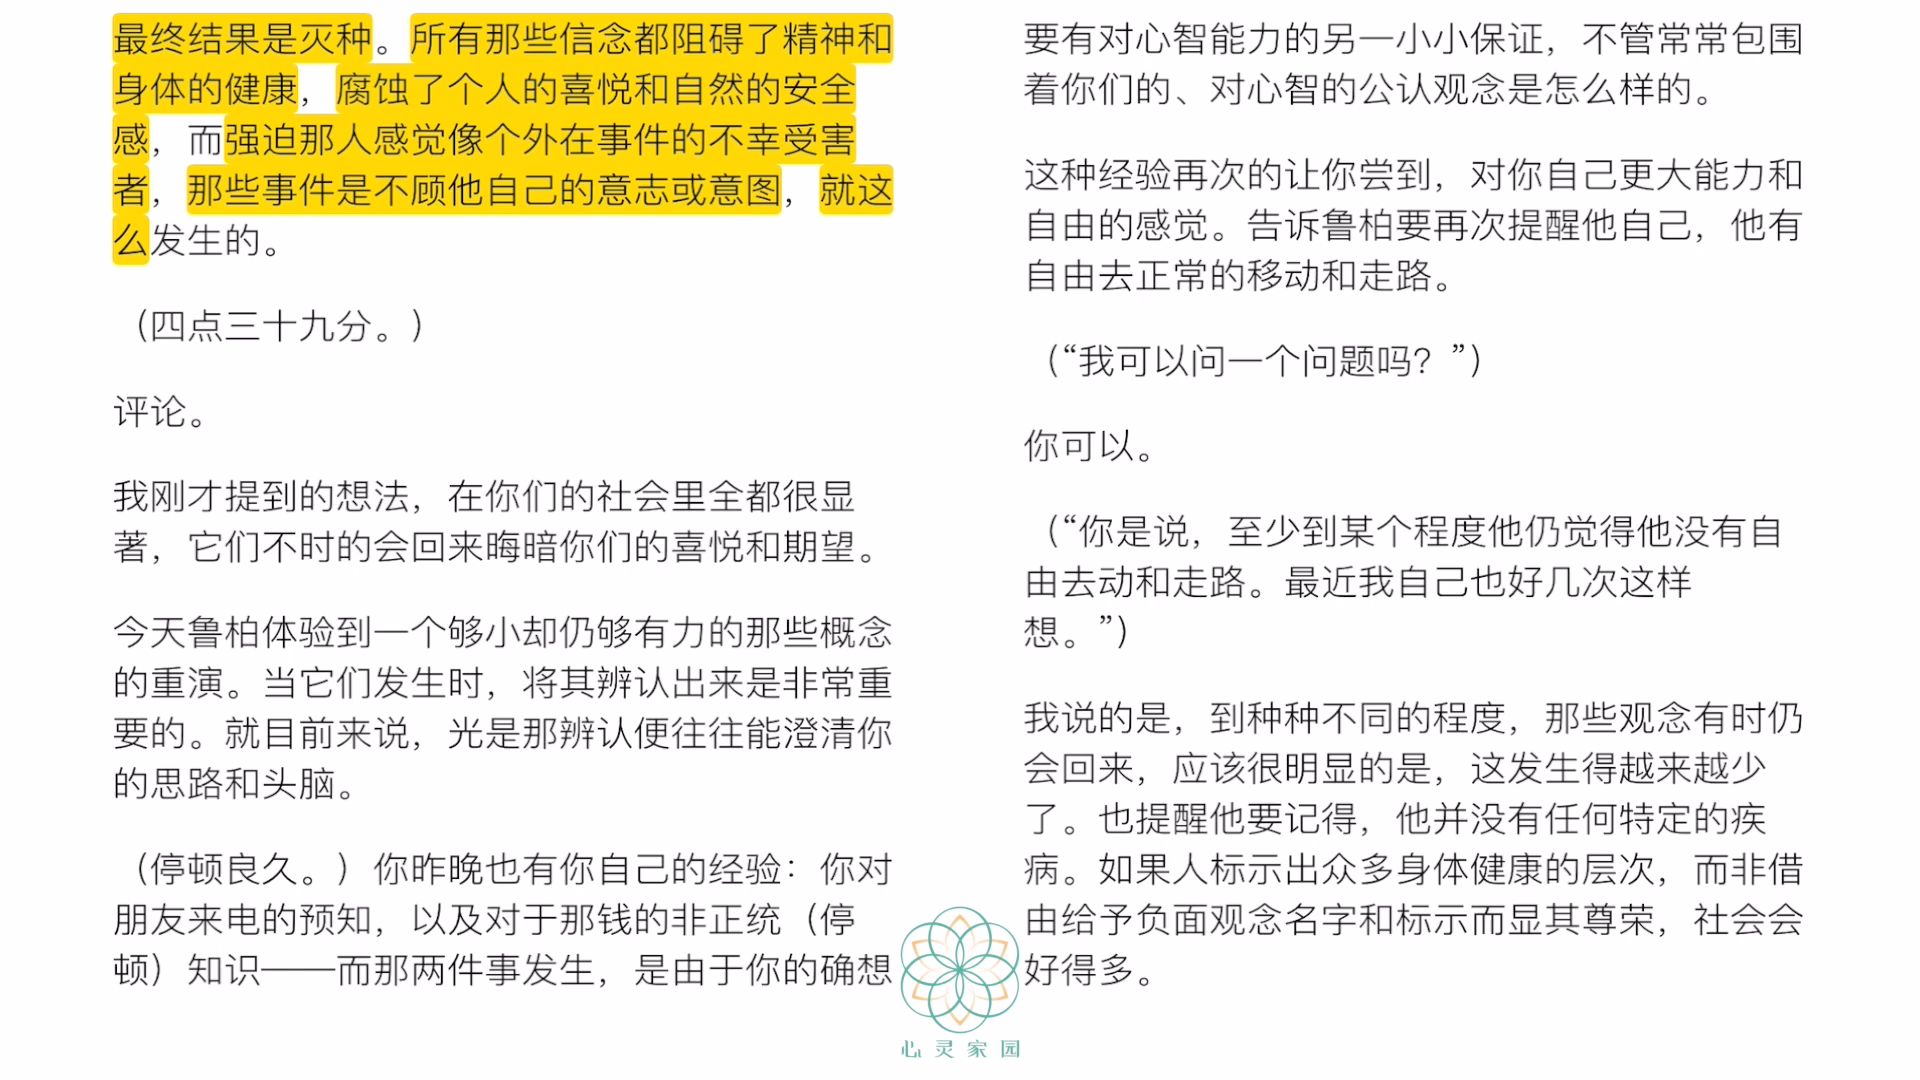 最终结果是灭种。所有那些信念都阻碍了精神和
身体的健康，腐蚀了个人的喜悦和自然的安全
感，而强迫那人感觉像个外在事件的不幸受害
者，那些事件是不顾他自己的意志或意图，就这
么发生的。
（四点三十九分。）
评论。
我刚才提到的想法，在你们的社会里全都很显
著，它们不时的会回来晦暗你们的喜悦和期望。
今天鲁柏体验到一个够小却仍够有力的那些概念
的重演。当它们发生时，将其辨认出来是非常重
要的。就目前来说，光是那辨认便往往能澄清你
的思路和头脑。
（停顿良久。）你昨晚也有你自己的经验：你对
朋友来电的预知，以及对于那钱的非正统（停
顿）知识——而那两件事发生，是由于你的确想
要有对心智能力的另一小小保证，不管常常包围
着你们的、对心智的公认观念是怎么样的。
这种经验再次的让你尝到，对你自己更大能力和
自由的感觉。告诉鲁柏要再次提醒他自己，他有
自由去正常的移动和走路。
（“我可以问一个问题吗？”）
你可以。
（“你是说，至少到某个程度他仍觉得他没有自
由去动和走路。最近我自己也好几次这样
想。”）
我说的是，到种种不同的程度，那些观念有时仍
会回来，应该很明显的是，这发生得越来越少
了。也提醒他要记得，他并没有任何特定的疾
病。如果人标示出众多身体健康的层次，而非借
由给予负面观念名字和标示而显其尊荣，社会会
好得多。
心灵家园